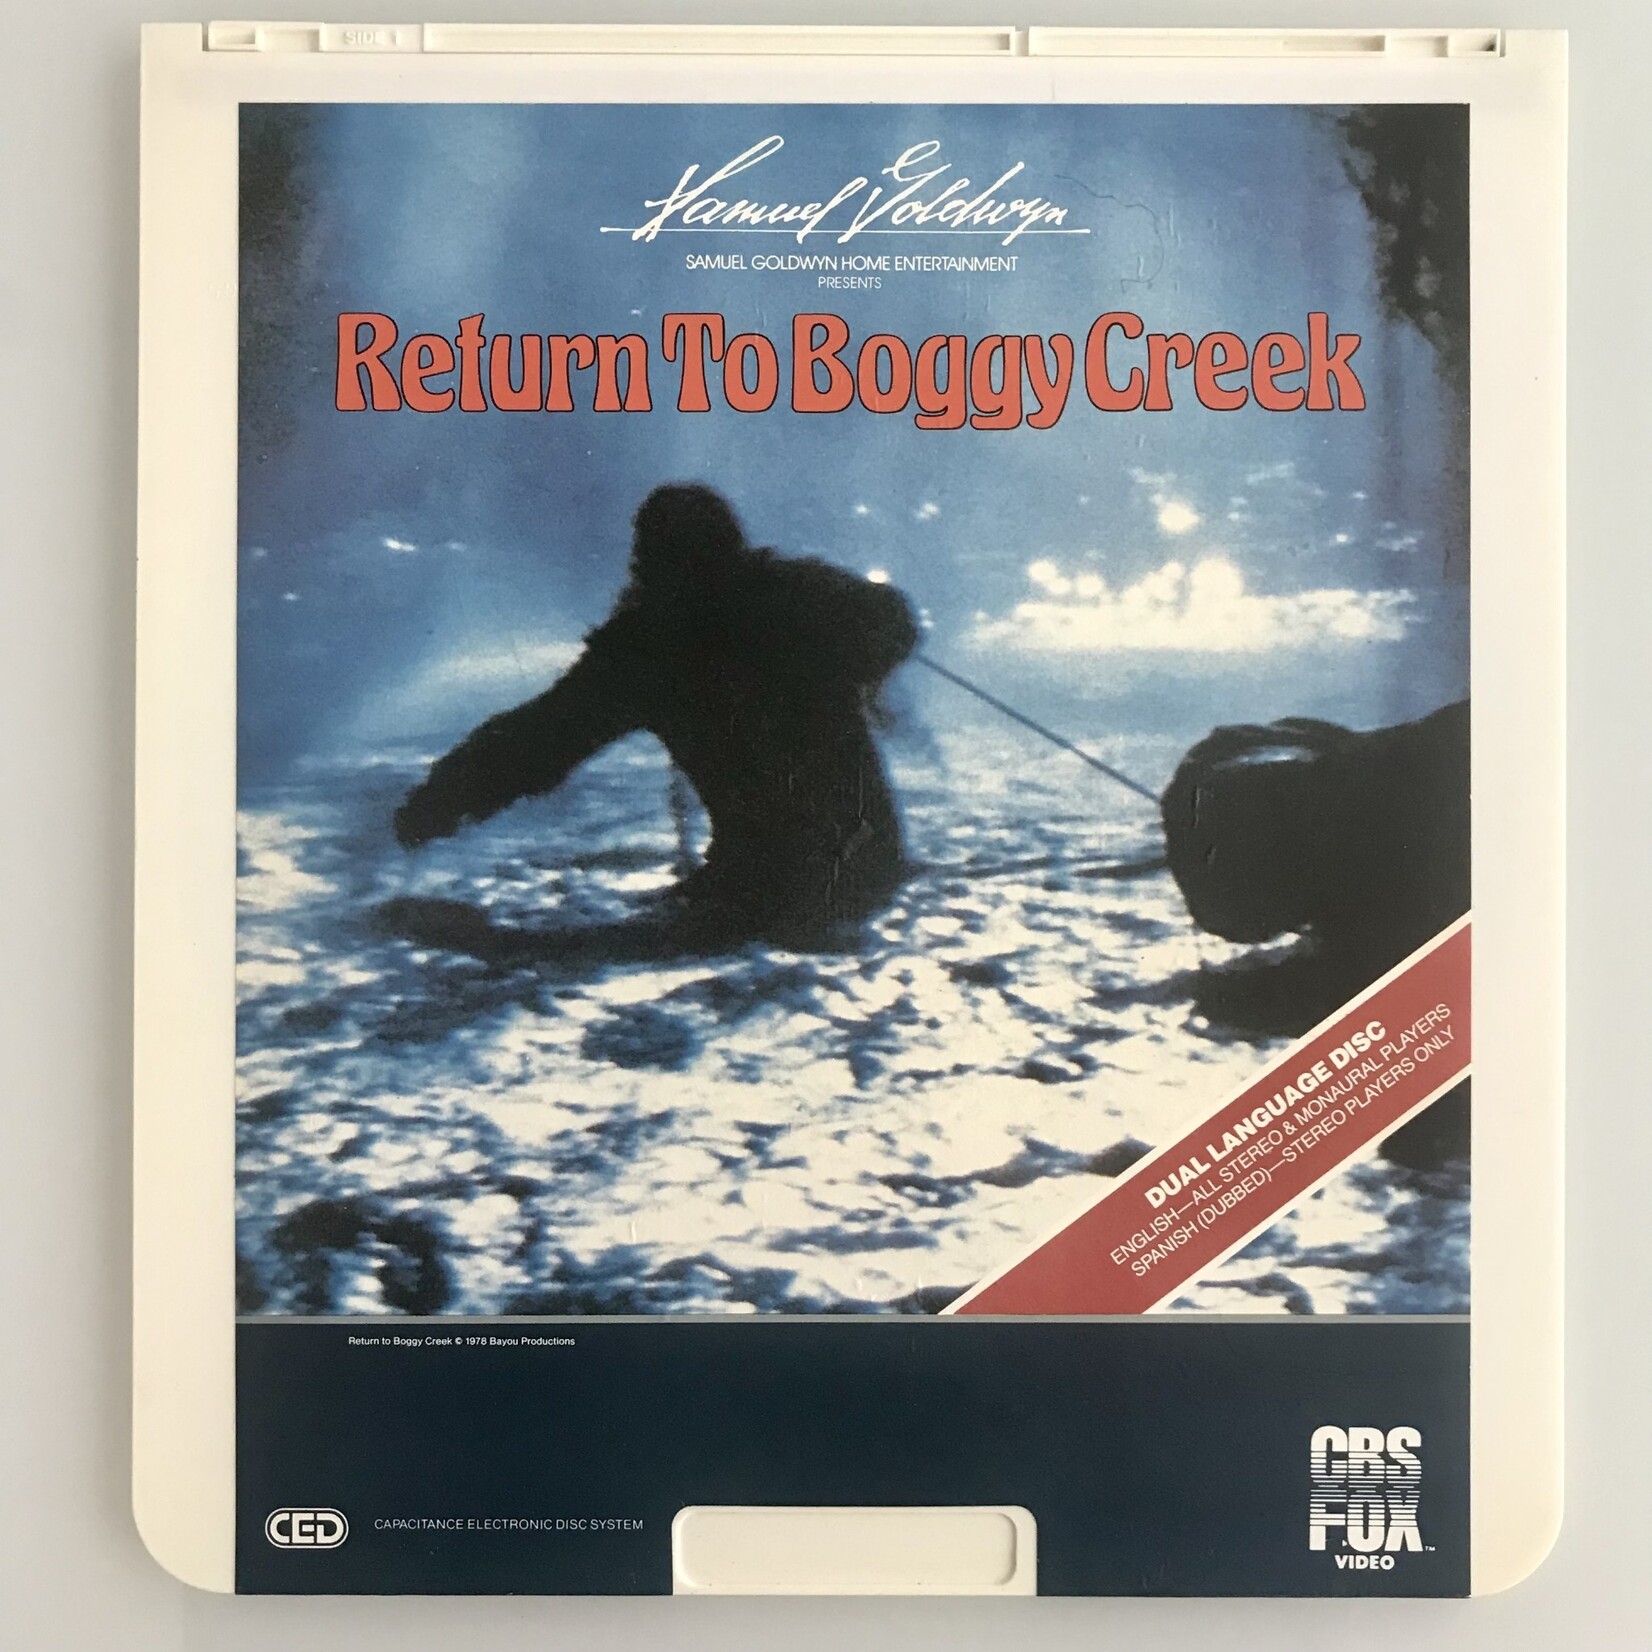 SIDE 1
Samuel Goldwyn
SAMUEL GOLDWYN HOME ENTERTAINMENT
PRESENTS
Return To Boggy Creek
DUAL LANGUAGE DISC
ENGLISH—ALL STEREO & MONAURAL PLAYERS
SPANISH (DUBBED)—STEREO PLAYERS ONLY
Return to Boggy Creek © 1978 Bayou Productions
CED
CAPACITANCE ELECTRONIC DISC SYSTEM
CBS
FOX™
VIDEO